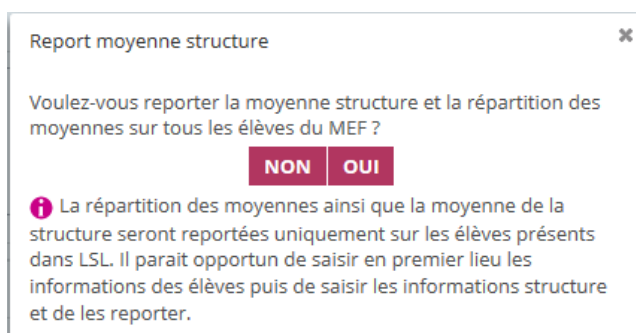 Report moyenne structure
Voulez-vous reporter la moyenne structure et la répartition des
moyennes sur tous les élèves du MEF ?
NON OUI
La répartition des moyennes ainsi que la moyenne de la
structure seront reportées uniquement sur les élèves présents
dans LSL. Il parait opportun de saisir en premier lieu les
informations des élèves puis de saisir les informations structure
et de les reporter.